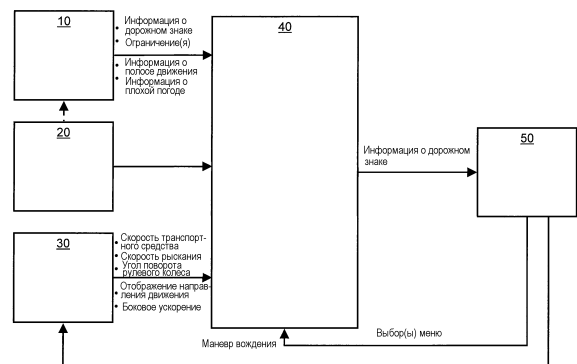 10
• Информация о
дорожном знаке
• Ограничение(я)
• Информация о
полосе движения
• Информация о
плохой погоде
40
20
Информация о дорожном
знаке
50
30
• Скорость транспорт-
ного средства
• Скорость рыскания
• Угол поворота
рулевого колеса
• Отображение направ-
ления движения
• Боковое ускорение
Маневр вождения
Выбор(ы) меню